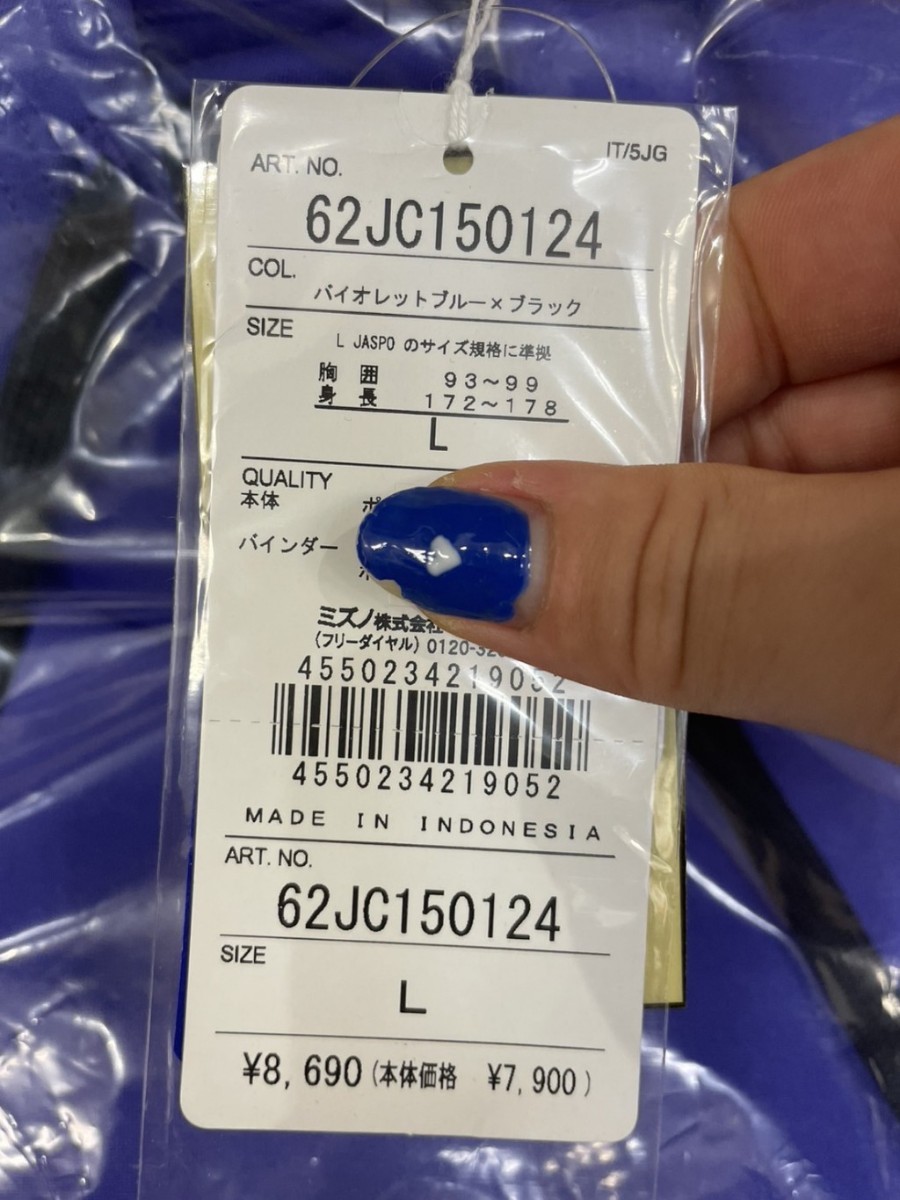 IT/5JG
ART. NO.
62JC150124
COL.
バイオレットブルー×ブラック
SIZE
L JASPO のサイズ規格に準拠
胸 囲 93～99
身 長 172～178
L
QUALITY
本体
バインダー
ミズノ株式会社
(フリーダイヤル) 0120-32
4550234219052
4550234219052
MADE IN INDONESIA
ART. NO.
62JC150124
SIZE
L
¥8,690 (本体価格 ¥7,900)